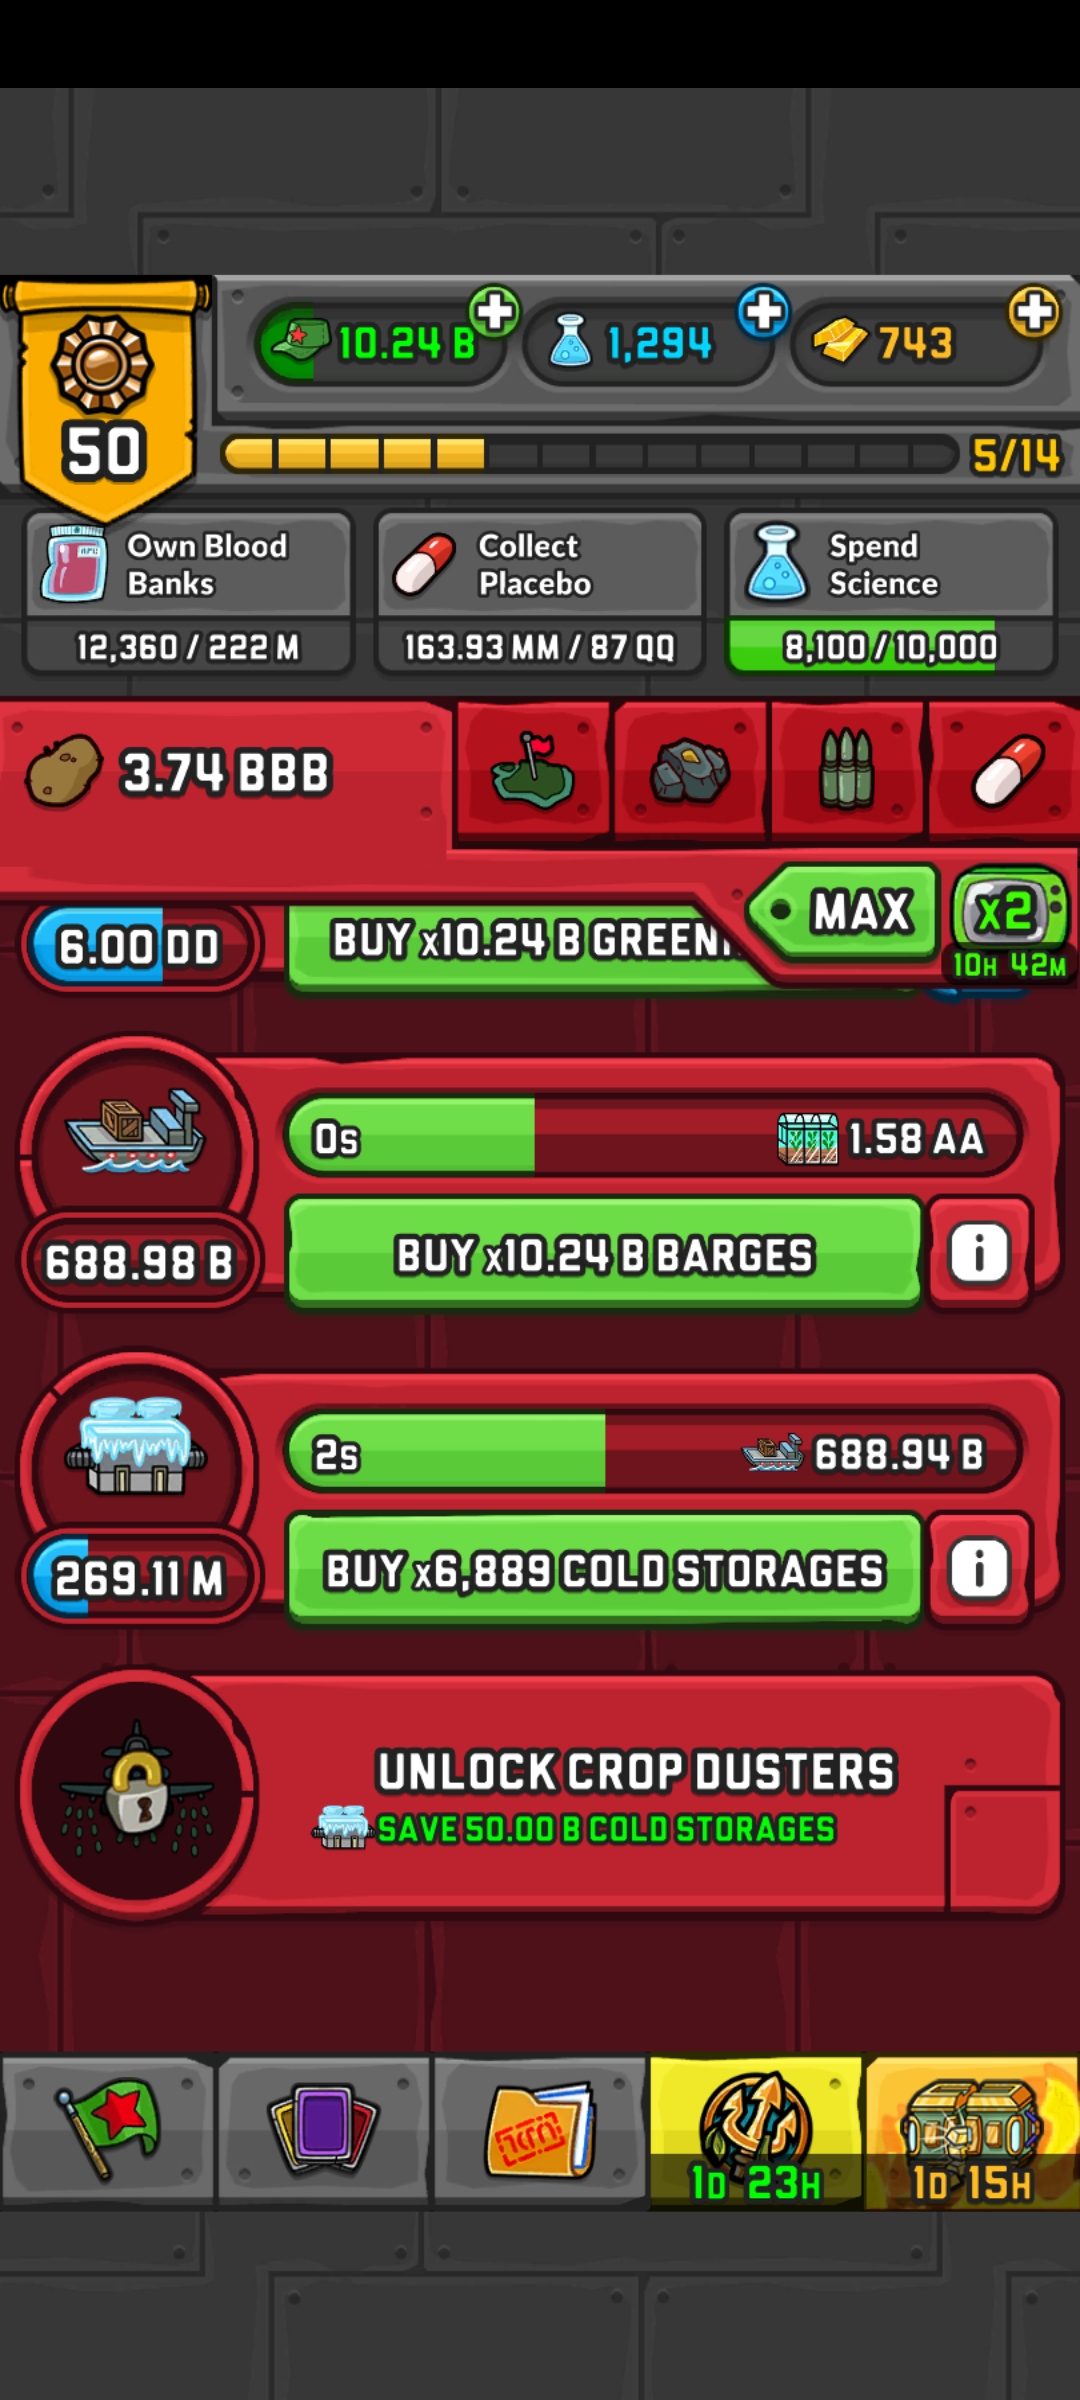 50
10.24 B
1,294
743
5/14
Own Blood
Banks
12,360 / 222 M
Collect
Placebo
163.93 MM / 87 QQ
Spend
Science
8,100 / 10,000
3.74 BBB
MAX
x2
10H 42M
6.00 DD
BUY x10.24 B
0s
1.58 AA
688.98 B
BUY x10.24 B BARGES
i
2s
688.94 B
269.11 M
BUY x6,889 COLD STORAGES
i
UNLOCK CROP DUSTERS
SAVE 50.00 B COLD STORAGES
1D 23H
1D 15H